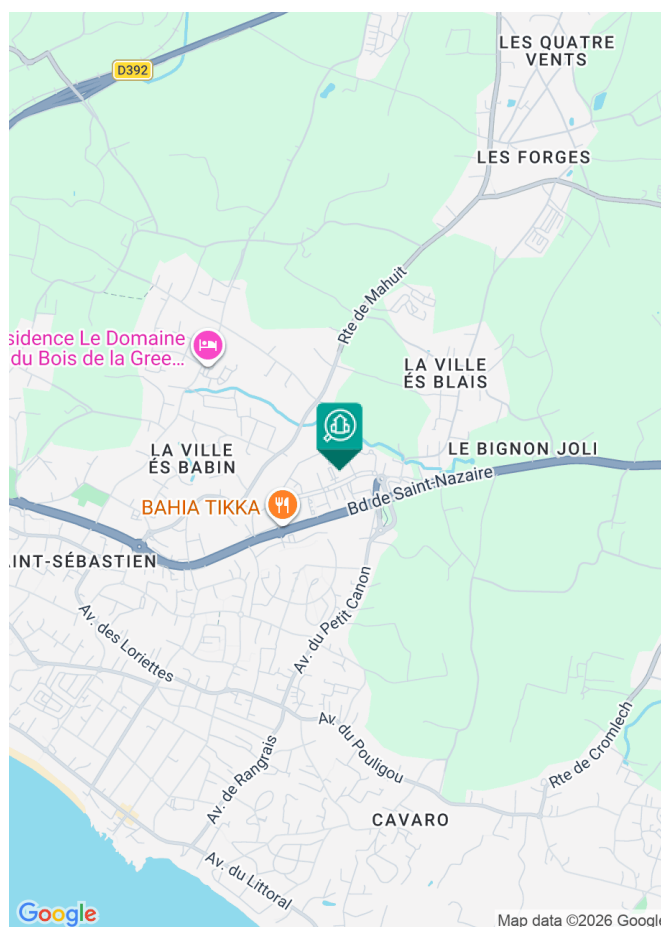 LES QUATRE
VENTS
D392
LES FORGES
Rte de Mahuit
sidence Le Domaine
du Bois de la Gree...
LA VILLE
ÉS BLAIS
LA VILLE
ÉS BABIN
LE BIGNON JOLI
BAHIA TIKKA
Bd de Saint-Nazaire
AINT-SÉBASTIEN
Av. des Loriettes
Av. du Petit Canon
Av. du Pouligou
Rte de Cromlech
Av. de Rangrais
CAVARO
Av. du Littoral
Google
Map data ©2026 Google